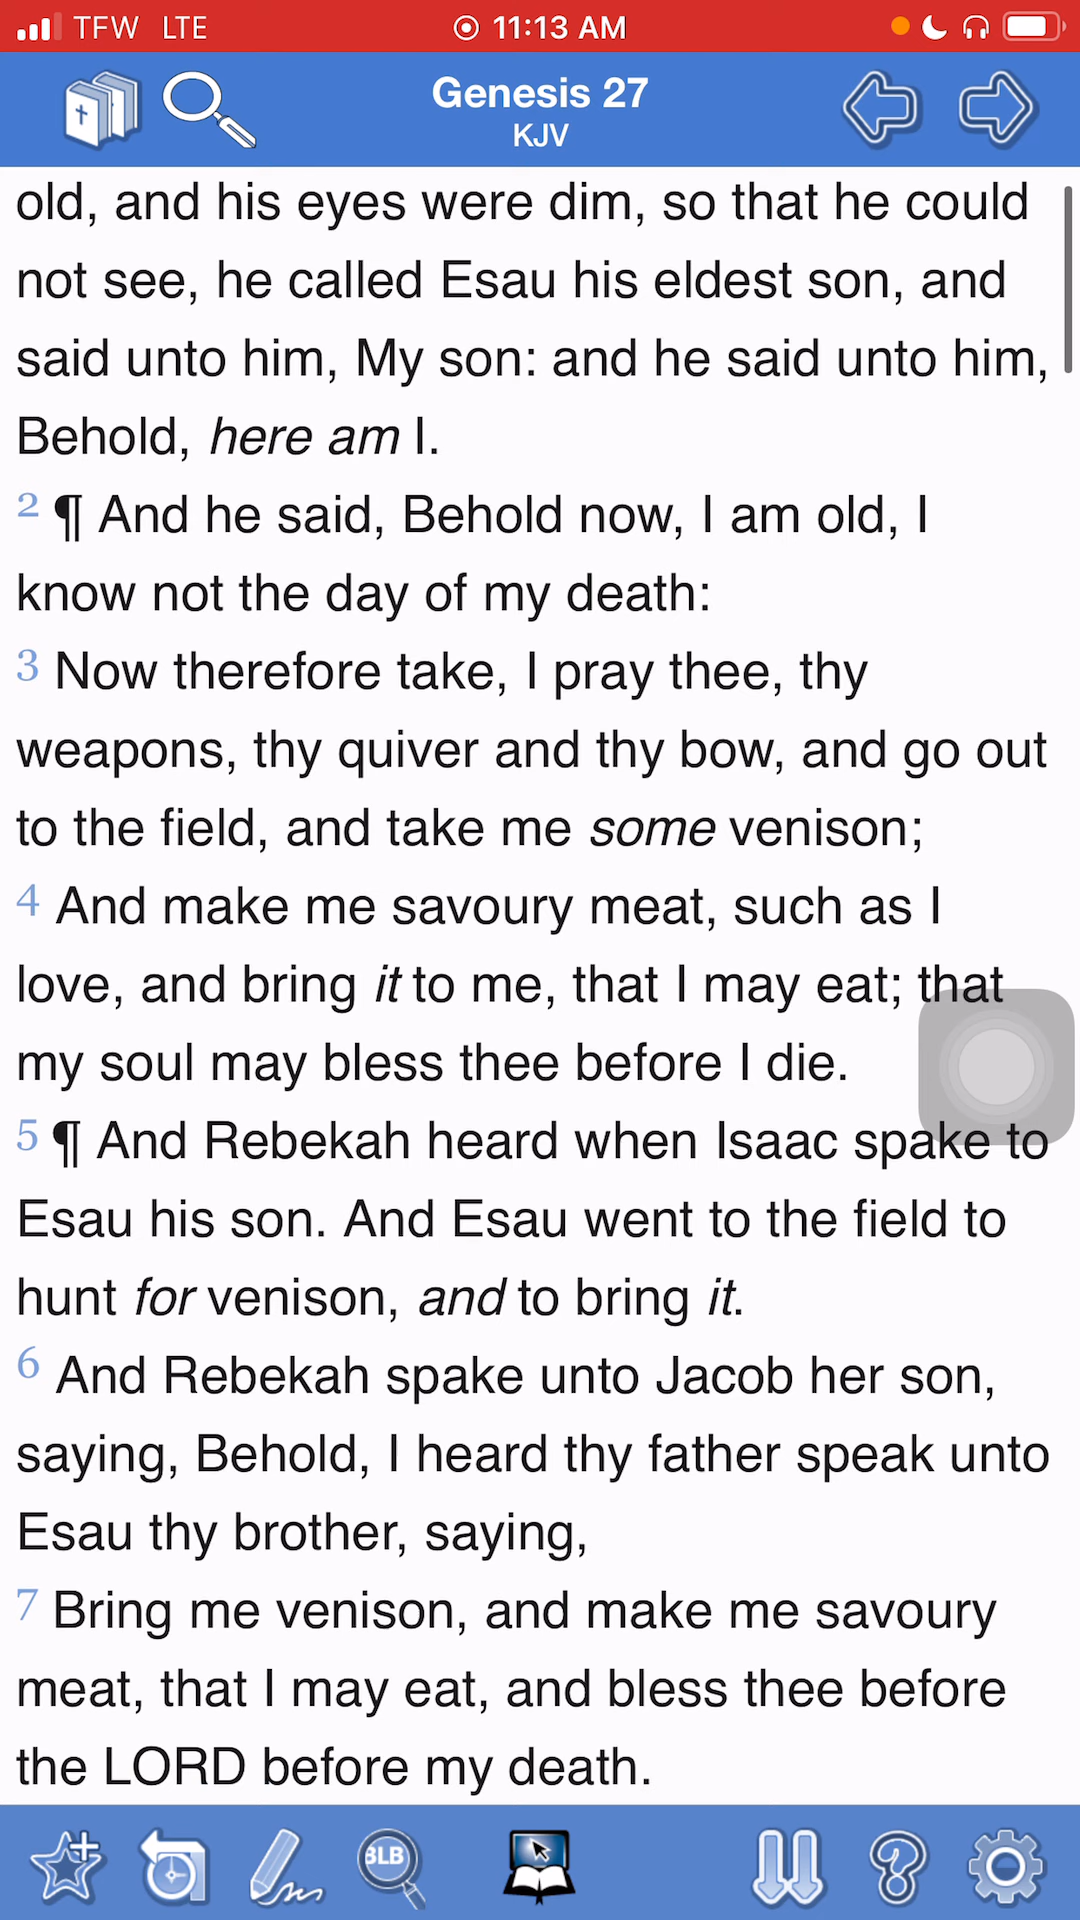 TFW LTE 11:13 AM
Genesis 27
KJV
old, and his eyes were dim, so that he could
not see, he called Esau his eldest son, and
said unto him, My son: and he said unto him,
Behold, here am I.
2 ¶ And he said, Behold now, I am old, I
know not the day of my death:
3 Now therefore take, I pray thee, thy
weapons, thy quiver and thy bow, and go out
to the field, and take me some venison;
4 And make me savoury meat, such as I
love, and bring it to me, that I may eat; that
my soul may bless thee before I die.
5 ¶ And Rebekah heard when Isaac spake to
Esau his son. And Esau went to the field to
hunt for venison, and to bring it.
6 And Rebekah spake unto Jacob her son,
saying, Behold, I heard thy father speak unto
Esau thy brother, saying,
7 Bring me venison, and make me savoury
meat, that I may eat, and bless thee before
the LORD before my death.
BLB